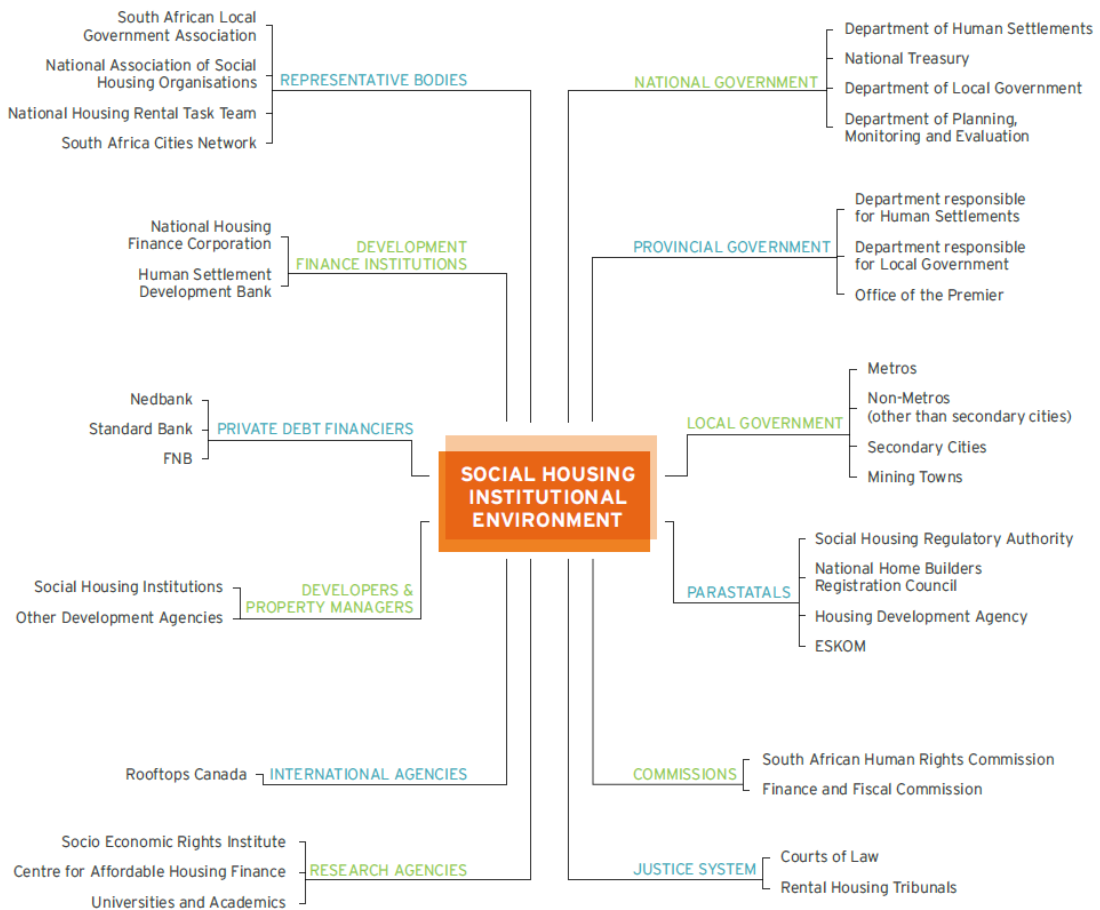 South African Local
Government Association
National Association of Social
Housing Organisations
National Housing Rental Task Team
South Africa Cities Network
REPRESENTATIVE BODIES
National Housing
Finance Corporation
Human Settlement
Development Bank
DEVELOPMENT
FINANCE INSTITUTIONS
Nedbank
Standard Bank
FNB
PRIVATE DEBT FINANCIERS
Social Housing Institutions
Other Development Agencies
DEVELOPERS &
PROPERTY MANAGERS
Rooftops Canada
INTERNATIONAL AGENCIES
Socio Economic Rights Institute
Centre for Affordable Housing Finance
Universities and Academics
RESEARCH AGENCIES
SOCIAL HOUSING
INSTITUTIONAL
ENVIRONMENT
NATIONAL GOVERNMENT
Department of Human Settlements
National Treasury
Department of Local Government
Department of Planning,
Monitoring and Evaluation
PROVINCIAL GOVERNMENT
Department responsible
for Human Settlements
Department responsible
for Local Government
Office of the Premier
LOCAL GOVERNMENT
Metros
Non-Metros
(other than secondary cities)
Secondary Cities
Mining Towns
PARASTATALS
Social Housing Regulatory Authority
National Home Builders
Registration Council
Housing Development Agency
ESKOM
COMMISSIONS
South African Human Rights Commission
Finance and Fiscal Commission
JUSTICE SYSTEM
Courts of Law
Rental Housing Tribunals